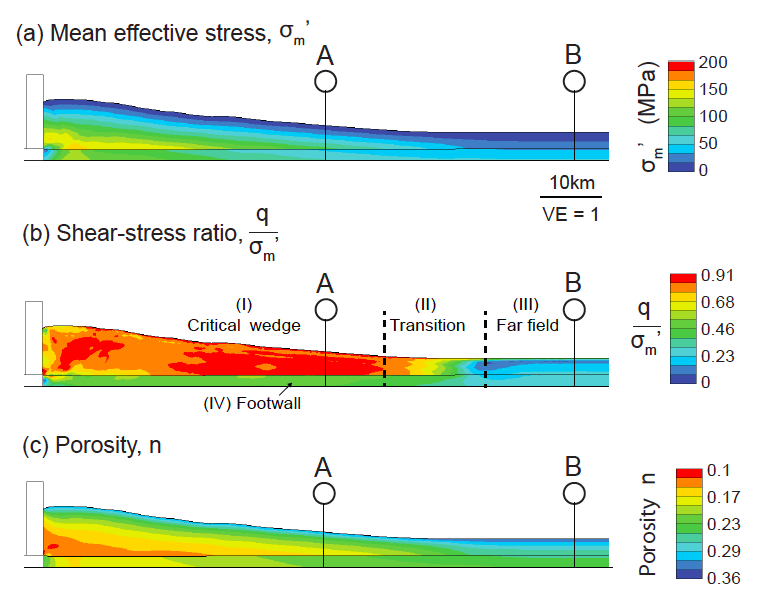 (a) Mean effective stress, σm'
A
B
σm' (MPa)
200
150
100
50
0
10km
VE = 1
(b) Shear-stress ratio, q/σm'
A
B
(I)
Critical wedge
(II)
Transition
(III)
Far field
(IV) Footwall
q/σm'
0.91
0.68
0.46
0.23
0
(c) Porosity, n
A
B
Porosity n
0.1
0.17
0.23
0.29
0.36